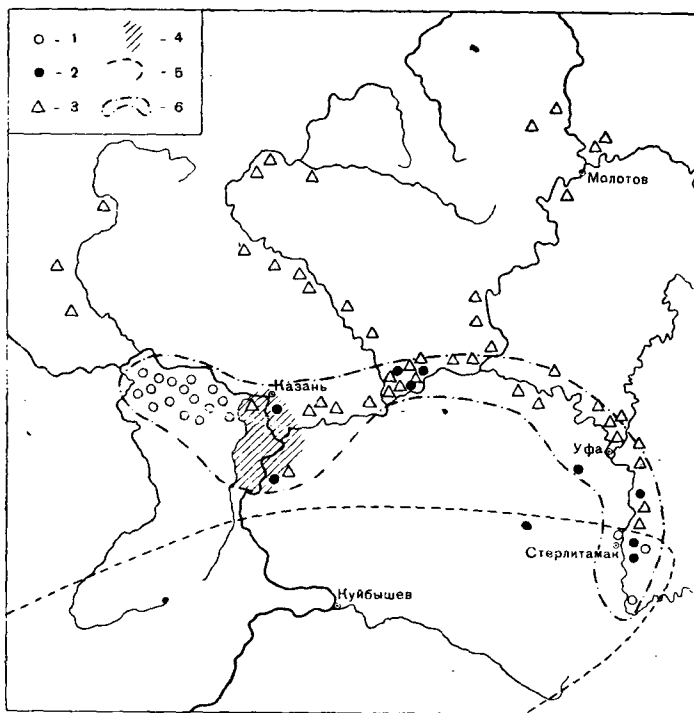 ○ - 1
● - 2
△ - 3
- 4
- 5
- 6
Молотов
Казань
Уфа
Стерлитамак
Куйбышев